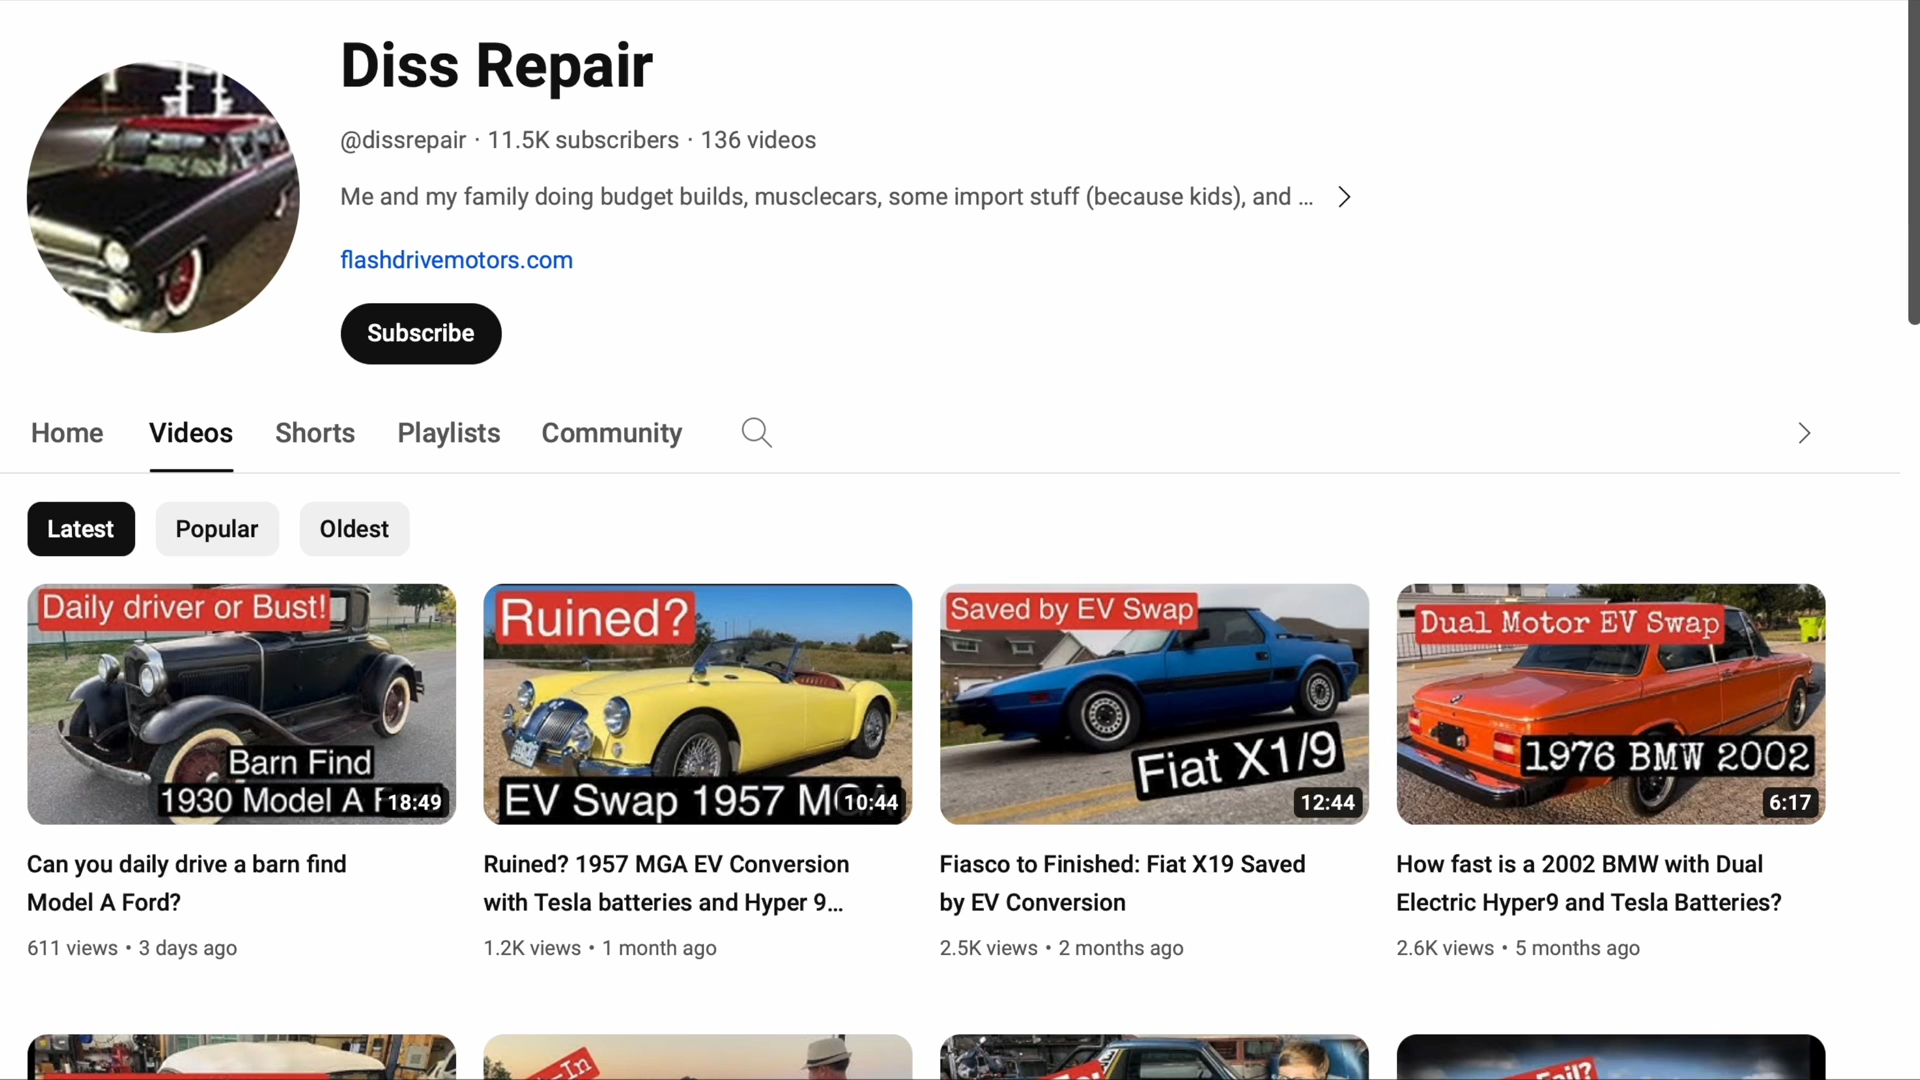 Diss Repair
@dissrepair · 11.5K subscribers · 136 videos
Me and my family doing budget builds, musclecars, some import stuff (because kids), and ...
flashdrivemotors.com
Subscribe
Home Videos Shorts Playlists Community
Latest Popular Oldest
Daily driver or Bust!
Barn Find
1930 Model A
18:49
Ruined?
EV Swap 1957 MGA
10:44
Saved by EV Swap
Fiat X1/9
12:44
Dual Motor EV Swap
1976 BMW 2002
6:17
Can you daily drive a barn find
Model A Ford?
611 views • 3 days ago
Ruined? 1957 MGA EV Conversion
with Tesla batteries and Hyper 9...
1.2K views • 1 month ago
Fiasco to Finished: Fiat X19 Saved
by EV Conversion
2.5K views • 2 months ago
How fast is a 2002 BMW with Dual
Electric Hyper9 and Tesla Batteries?
2.6K views • 5 months ago